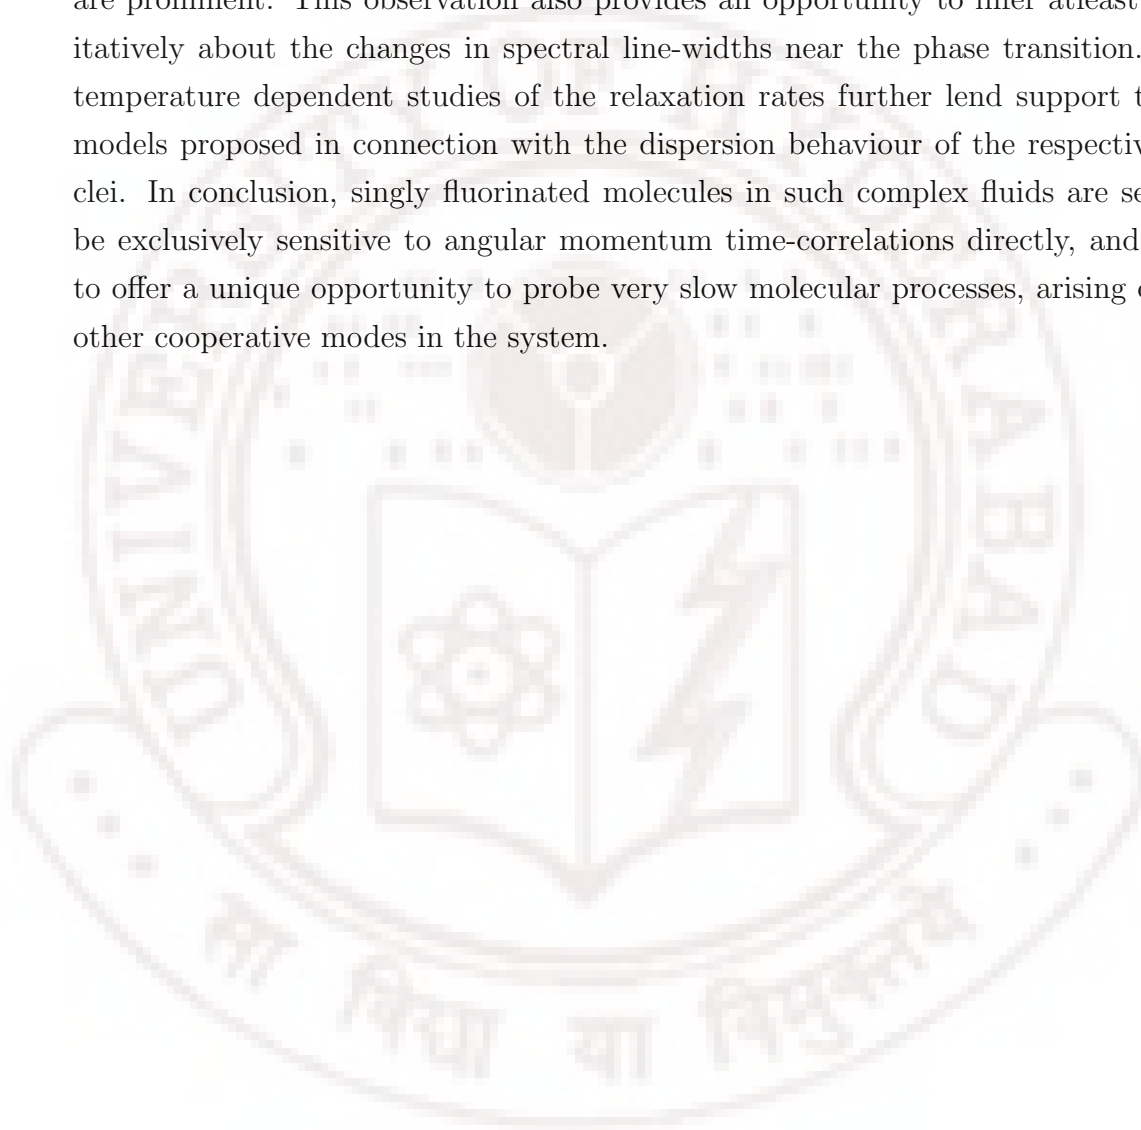 are prominent. This observation also provides an opportunity to infer atleast
itatively about the changes in spectral line-widths near the phase transition.
temperature dependent studies of the relaxation rates further lend support t
models proposed in connection with the dispersion behaviour of the respectiv
clei. In conclusion, singly fluorinated molecules in such complex fluids are se
be exclusively sensitive to angular momentum time-correlations directly, and
to offer a unique opportunity to probe very slow molecular processes, arising
other cooperative modes in the system.
UNIVERSITY OF HYDERABAD
सा विद्या या विमुक्तये